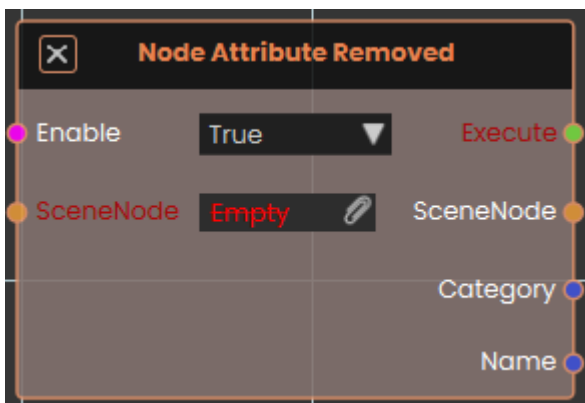 Node Attribute Removed
Enable True Execute
SceneNode Empty SceneNode
Category
Name